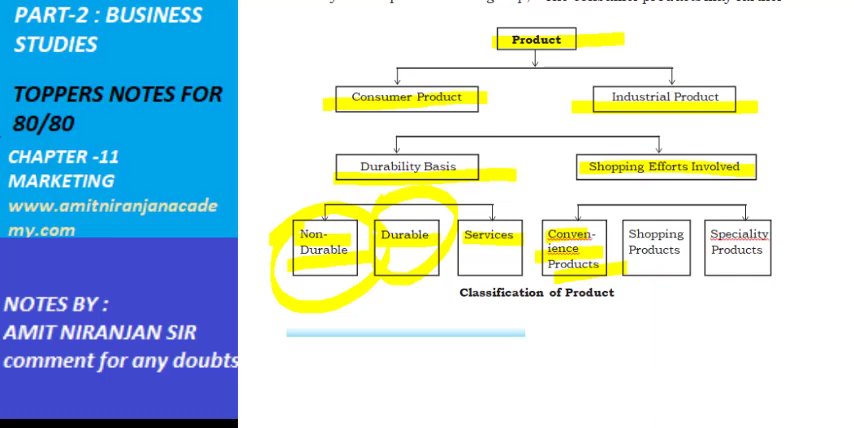 PART-2 : BUSINESS
STUDIES
TOPPERS NOTES FOR
80/80
CHAPTER -11
MARKETING
www.amitniranjanacade
my.com
NOTES BY :
AMIT NIRANJAN SIR
comment for any doubts
Product
Consumer Product
Industrial Product
Durability Basis
Shopping Efforts Involved
Non-
Durable
Durable
Services
Conven-
ience
Products
Shopping
Products
Speciality
Products
Classification of Product